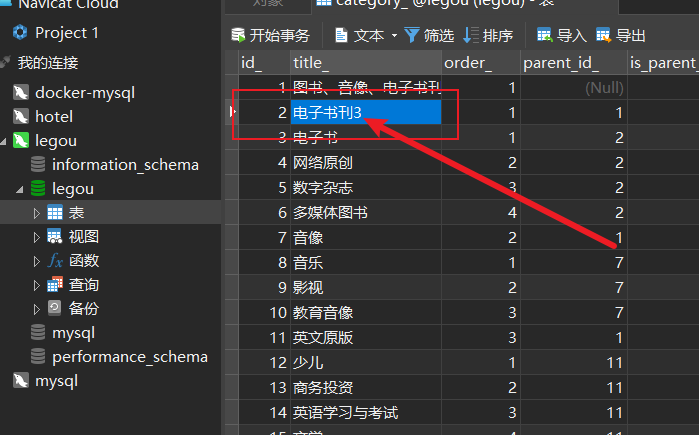 Navicat Cloud
Project 1
我的连接
docker-mysql
hotel
legou
information_schema
legou
表
视图
函数
查询
备份
mysql
performance_schema
mysql
对象
category_ @legou (legou) - 表
开始事务 文本 筛选 排序 导入 导出
id_ title_ order_ parent_id_ is_parent_
1 图书、音像、电子书刊 1 (Null)
2 电子书刊3 1 1
3 电子书 1 2
4 网络原创 2 2
5 数字杂志 3 2
6 多媒体图书 4 2
7 音像 2 1
8 音乐 1 7
9 影视 2 7
10 教育音像 3 7
11 英文原版 3 1
12 少儿 1 11
13 商务投资 2 11
14 英语学习与考试 3 11
15 文学 4 11